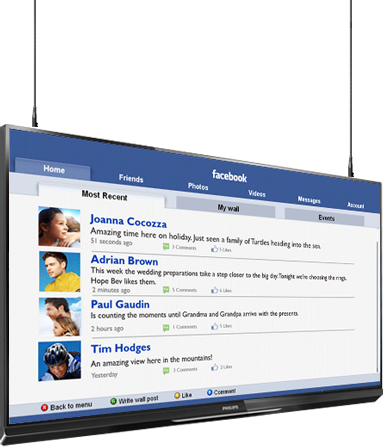 facebook
Home
Friends
Photos
Videos
Messages
Account
Most Recent
My wall
Events
Joanna Cocozza
Amazing time here on holiday. Just seen a family of Turtles heading into the sea.
51 seconds ago
3 Comments
5 Likes
Adrian Brown
This week the wedding preparations take a step closer to the big day.Tonight we're choosing the rings.
Hope Bev likes them.
2 minutes ago
5 Comments
6 Likes
Paul Gaudin
Is counting the moments until Grandma and Grandpa arrive with the presents.
2 hours ago
1 Comments
5 Likes
Tim Hodges
An amazing view here in the mountains!
Yesterday
3 Comments
2 Likes
Back to menu
Write wall post
Like
Comment
PHILIPS